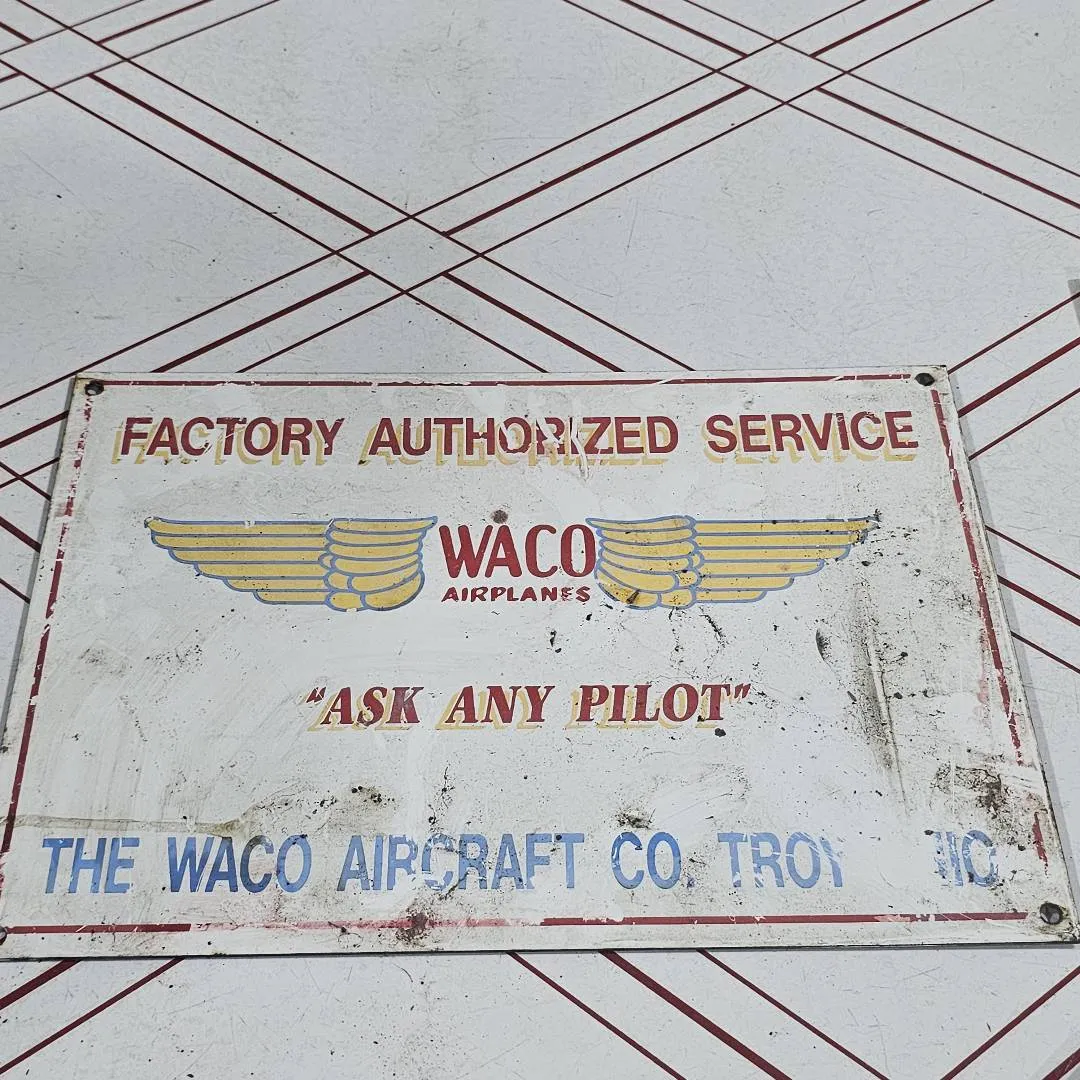 FACTORY AUTHORIZED SERVICE
WACO
AIRPLANES
"ASK ANY PILOT"
THE WACO AIRCRAFT CO. TROY